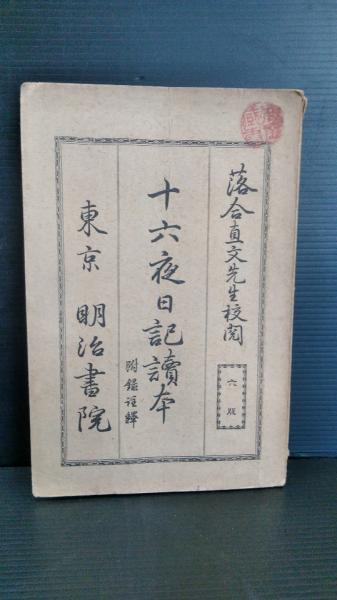 落合直文先生校閲
六版
十六夜日記讀本
附錄註釋
東京 明治書院